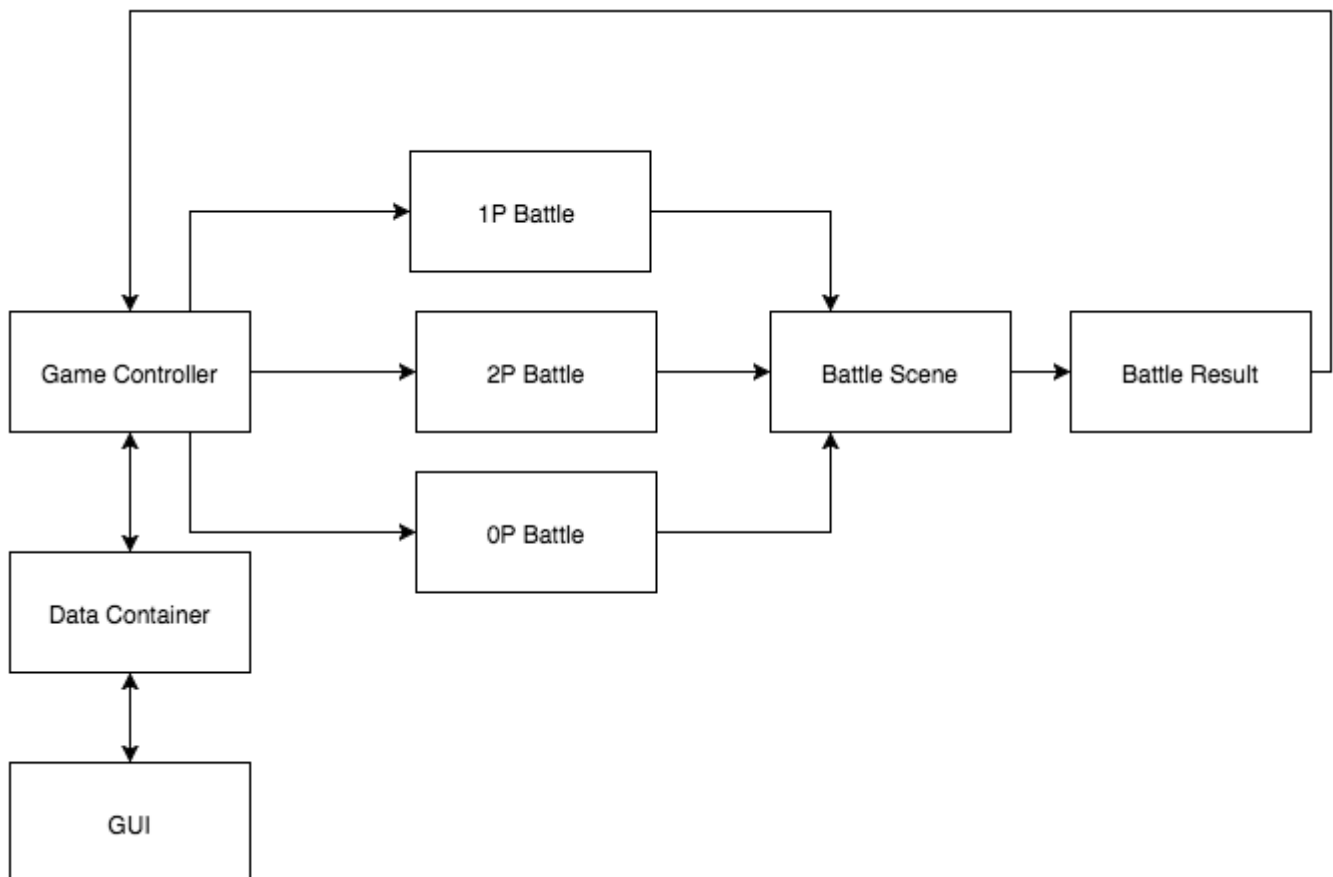 1P Battle
Game Controller
2P Battle
Battle Scene
Battle Result
0P Battle
Data Container
GUI